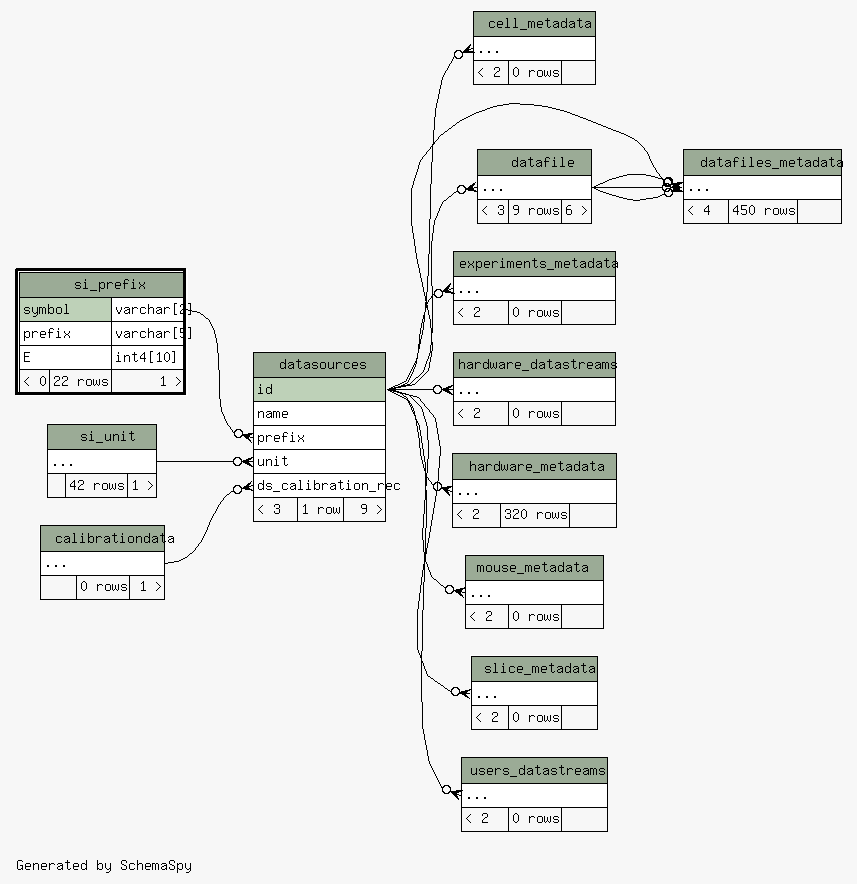 cell_metadata
...
< 2 0 rows
datafile
...
< 3 9 rows 6 >
datafiles_metadata
...
< 4 450 rows
experiments_metadata
...
< 2 0 rows
si_prefix
symbol varchar[2]
prefix varchar[5]
E int4[10]
< 0 22 rows 1 >
datasources
id
name
prefix
unit
ds_calibration_rec
< 3 1 row 9 >
hardware_datastreams
...
< 2 0 rows
si_unit
...
42 rows 1 >
hardware_metadata
...
< 2 320 rows
calibrationdata
...
0 rows 1 >
mouse_metadata
...
< 2 0 rows
slice_metadata
...
< 2 0 rows
users_datastreams
...
< 2 0 rows
Generated by SchemaSpy